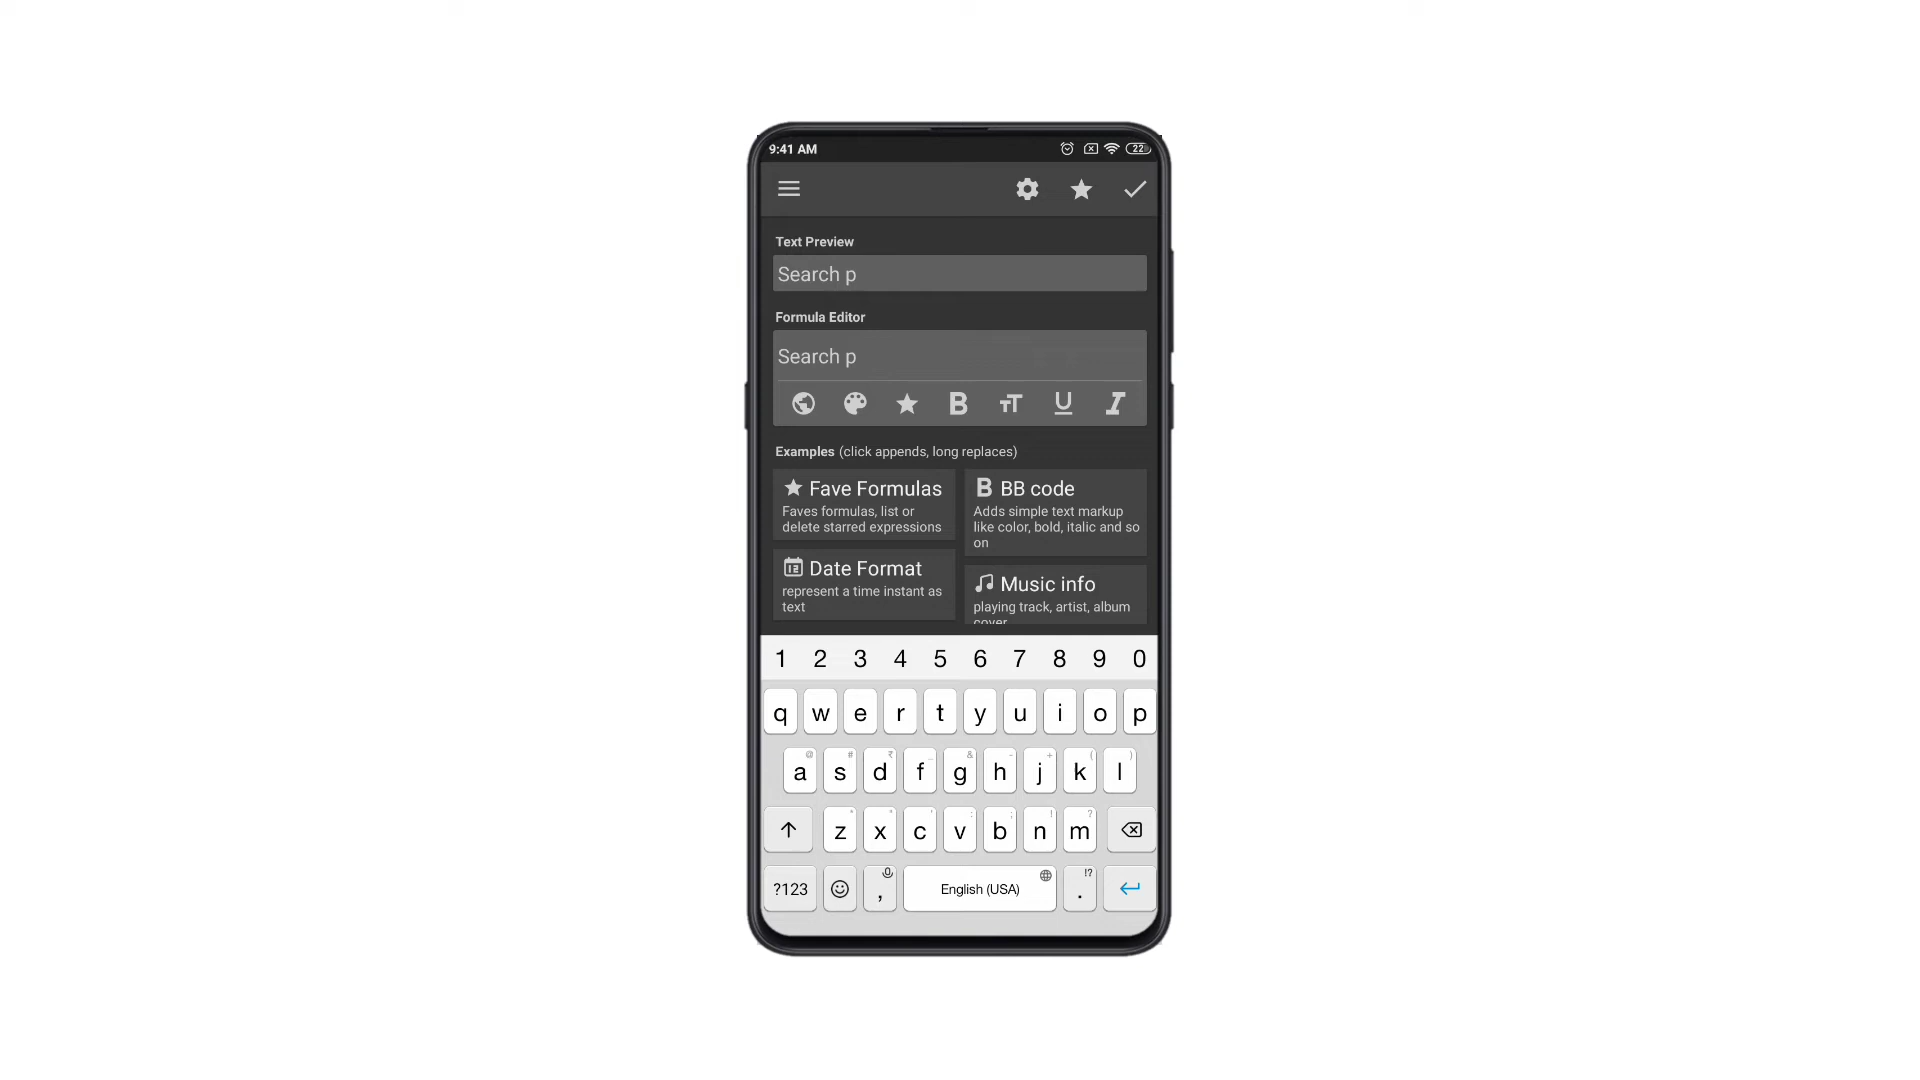 9:41 AM
22
Text Preview
Search p
Formula Editor
Search p
B TT U I
Examples (click appends, long replaces)
Fave Formulas
Faves formulas, list or
delete starred expressions
B BB code
Adds simple text markup
like color, bold, italic and so
on
12 Date Format
represent a time instant as
text
Music info
playing track, artist, album
cover
1 2 3 4 5 6 7 8 9 0
q w e r t y u i o p
@ # ₹ _ & - + ( )
a s d f g h j k l
* " ' : ; ! ?
z x c v b n m
!?
?123 , English (USA) .